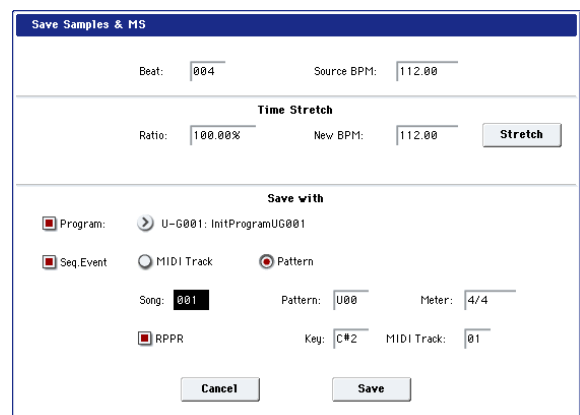 Save Samples & MS
Beat: 004 Source BPM: 112.00
Time Stretch
Ratio: 100.00% New BPM: 112.00 Stretch
Save with
Program: U-G001: InitProgramUG001
Seq.Event MIDI Track Pattern
Song: 001 Pattern: U00 Meter: 4/4
RPPR Key: C#2 MIDI Track: 01
Cancel Save